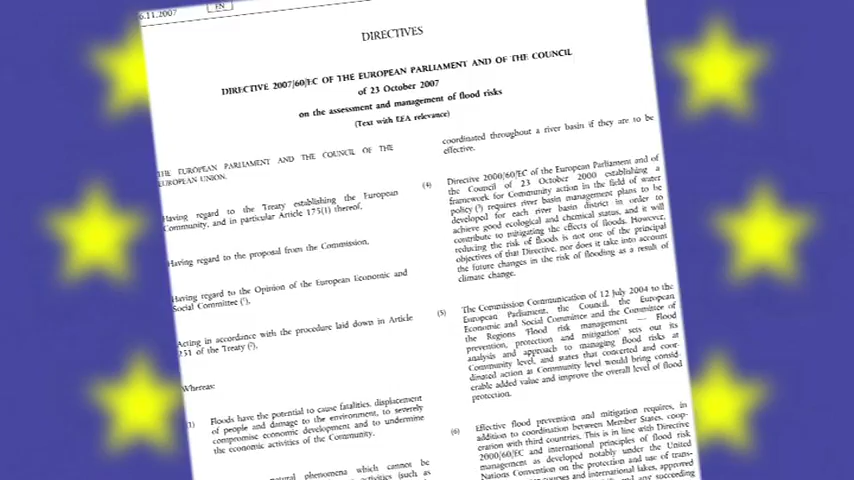 6.11.2007
EN
DIRECTIVES
DIRECTIVE 2007/60/EC OF THE EUROPEAN PARLIAMENT AND OF THE COUNCIL
of 23 October 2007
on the assessment and management of flood risks
(Text with EEA relevance)
THE EUROPEAN PARLIAMENT AND THE COUNCIL OF THE
EUROPEAN UNION,
Having regard to the Treaty establishing the European
Community, and in particular Article 175(1) thereof,
Having regard to the proposal from the Commission,
Having regard to the Opinion of the European Economic and
Social Committee (¹),
Acting in accordance with the procedure laid down in Article
251 of the Treaty (²),
Whereas:
(1) Floods have the potential to cause fatalities, displacement
of people and damage to the environment, to severely
compromise economic development and to undermine
the economic activities of the Community.
natural phenomena which cannot be
activities (such as
coordinated throughout a river basin if they are to be
effective.
(4) Directive 2000/60/EC of the European Parliament and of
the Council of 23 October 2000 establishing a
framework for Community action in the field of water
policy (³) requires river basin management plans to be
developed for each river basin district in order to
achieve good ecological and chemical status, and it will
contribute to mitigating the effects of floods. However,
reducing the risk of floods is not one of the principal
objectives of that Directive, nor does it take into account
the future changes in the risk of flooding as a result of
climate change.
(5) The Commission Communication of 12 July 2004 to the
European Parliament, the Council, the European
Economic and Social Committee and the Committee of
the Regions 'Flood risk management — Flood
prevention, protection and mitigation' sets out its
analysis and approach to managing flood risks at
Community level, and states that concerted and coor-
dinated action at Community level would bring consid-
erable added value and improve the overall level of flood
protection.
(6) Effective flood prevention and mitigation requires, in
addition to coordination between Member States, coop-
eration with third countries. This is in line with Directive
2000/60/EC and international principles of flood risk
management as developed notably under the United
Nations Convention on the protection and use of trans-
courses and international lakes, approved
and any succeeding